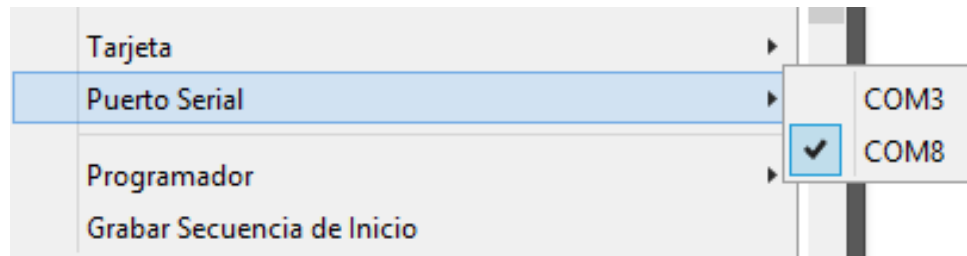 Tarjeta
Puerto Serial
COM3
COM8
Programador
Grabar Secuencia de Inicio